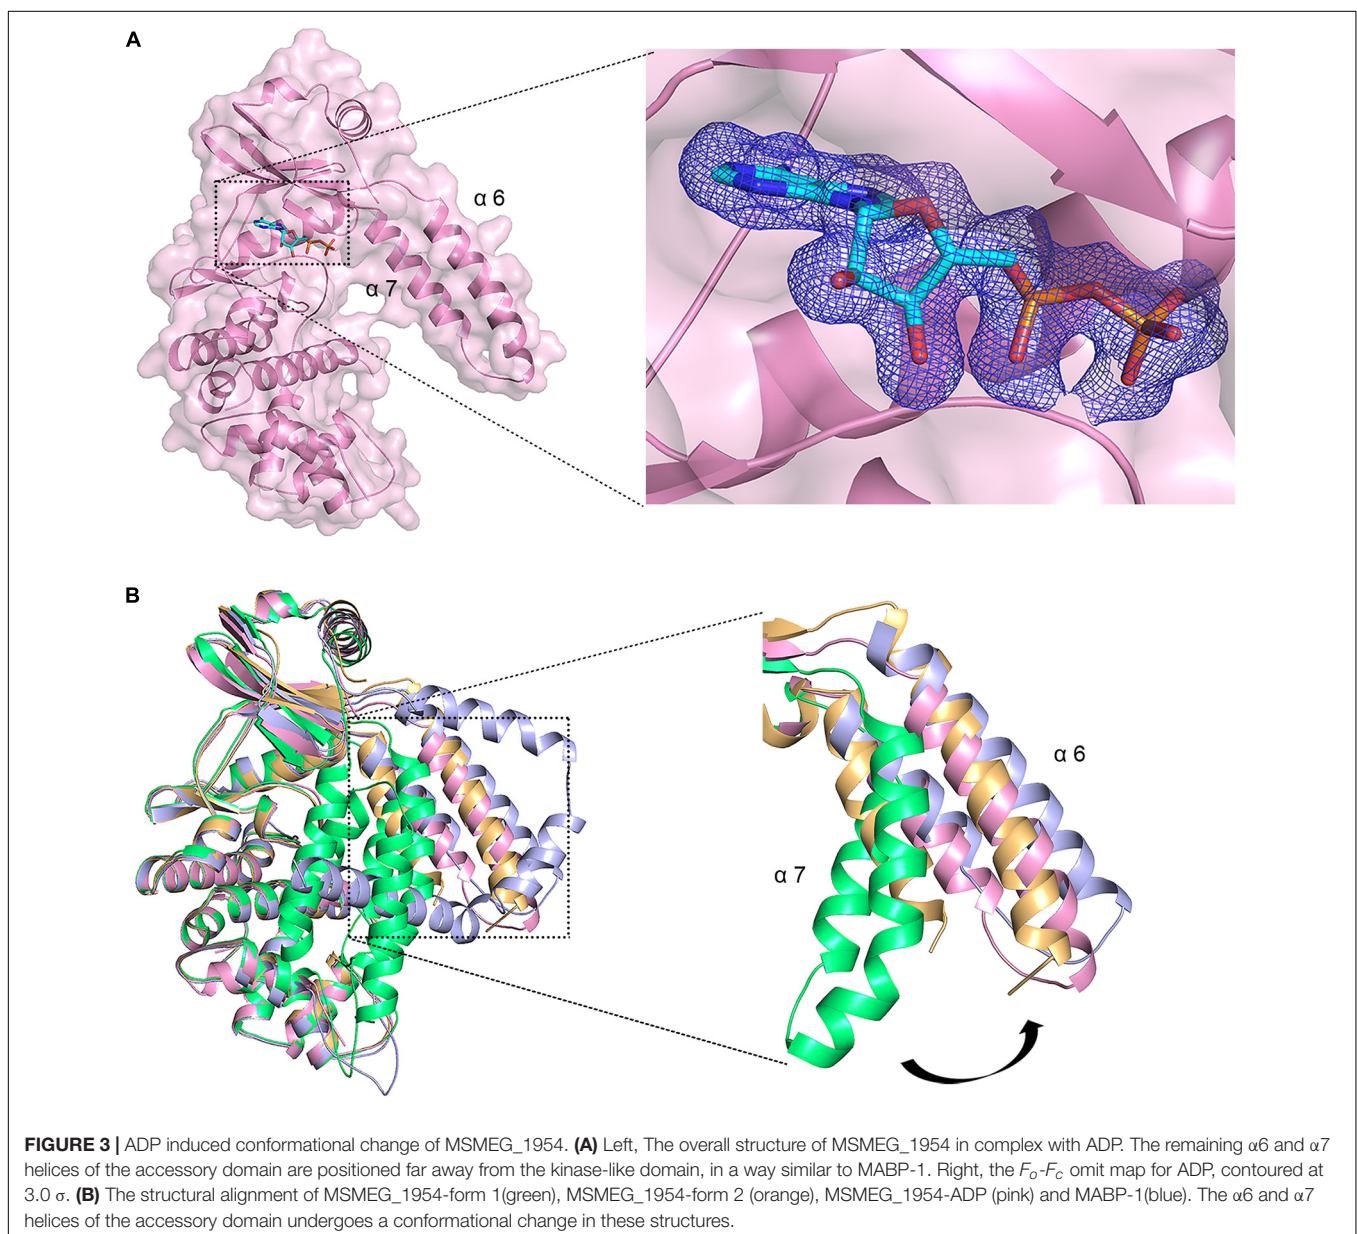 A
α 6
α 7
B
α 6
α 7
FIGURE 3 | ADP induced conformational change of MSMEG_1954. (A) Left, The overall structure of MSMEG_1954 in complex with ADP. The remaining α6 and α7
helices of the accessory domain are positioned far away from the kinase-like domain, in a way similar to MABP-1. Right, the Fo-Fc omit map for ADP, contoured at
3.0 σ. (B) The structural alignment of MSMEG_1954-form 1(green), MSMEG_1954-form 2 (orange), MSMEG_1954-ADP (pink) and MABP-1(blue). The α6 and α7
helices of the accessory domain undergoes a conformational change in these structures.